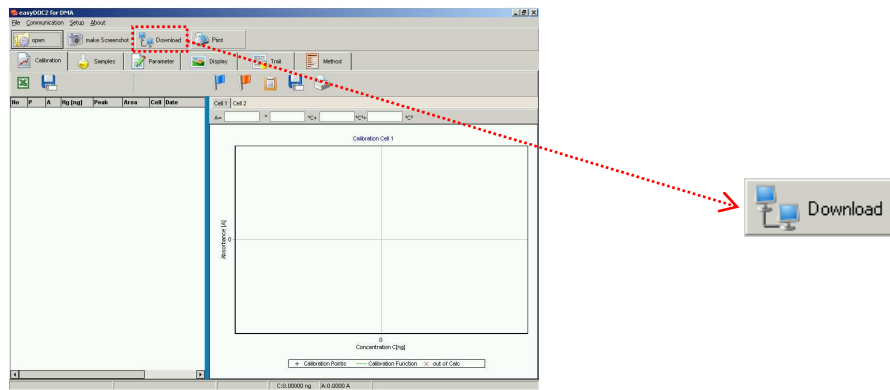 easyDOC2 for DMA
File Communication Setup About
open make Screenshot Download Print
Calibration Samples Parameter Display Trail Method
No P A Hg [ng] Peak Area Cell Date
Cell 1 Cell 2
A= * *C+ *C²+ *C³
Calibration Cell 1
Absorbance [A]
0
0
Concentration C[ng]
Calibration Points Calibration Function out of Calc
C:0.00000 ng A:0.0000 A
Download